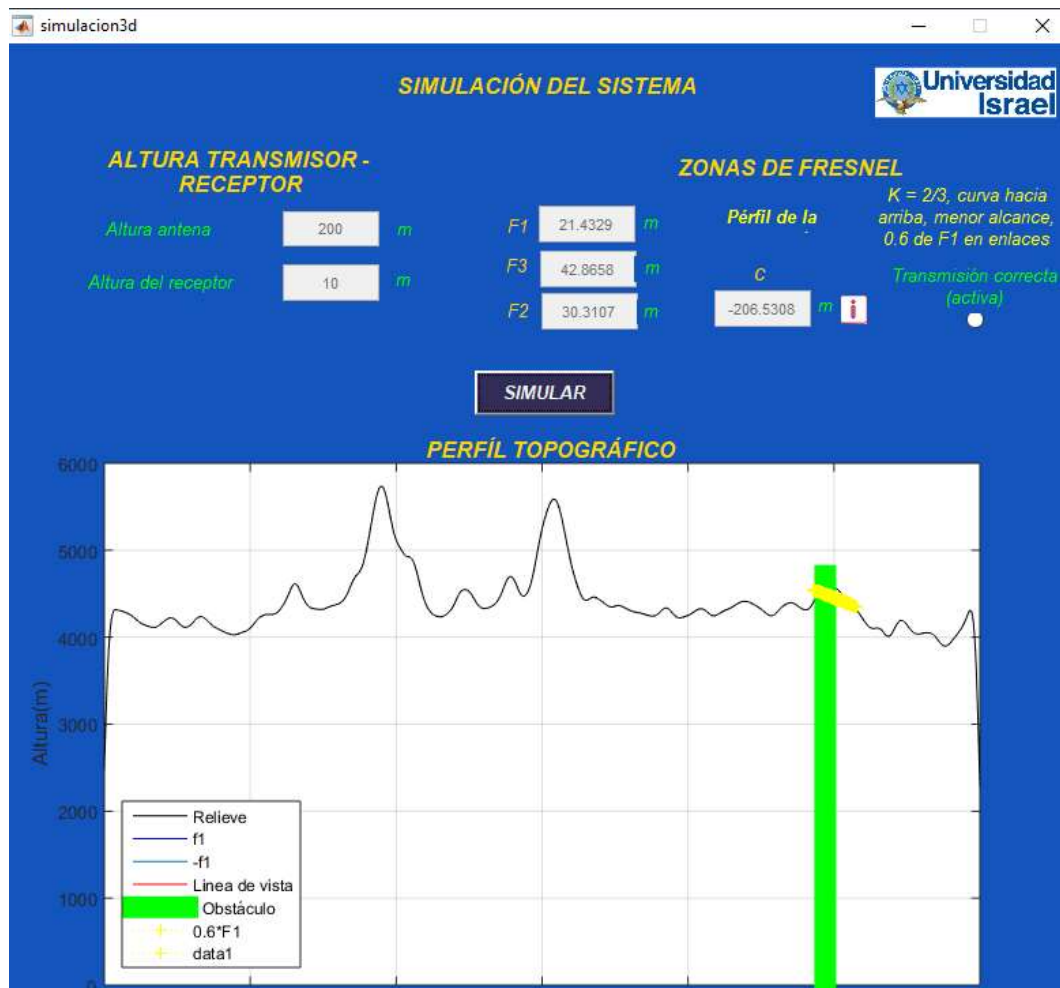 simulacion3d
SIMULACIÓN DEL SISTEMA
Universidad
Israel
ALTURA TRANSMISOR -
RECEPTOR
Altura antena
200
m
Altura del receptor
10
m
ZONAS DE FRESNEL
F1
21.4329
m
F3
42.8658
m
F2
30.3107
m
Pérfil de la
C
-206.5308
m
i
K = 2/3, curva hacia
arriba, menor alcance,
0.6 de F1 en enlaces
Transmisión correcta
(activa)
SIMULAR
PERFÍL TOPOGRÁFICO
Altura(m)
6000
5000
4000
3000
2000
1000
0
Relieve
f1
-f1
Linea de vista
Obstáculo
0.6*F1
data1